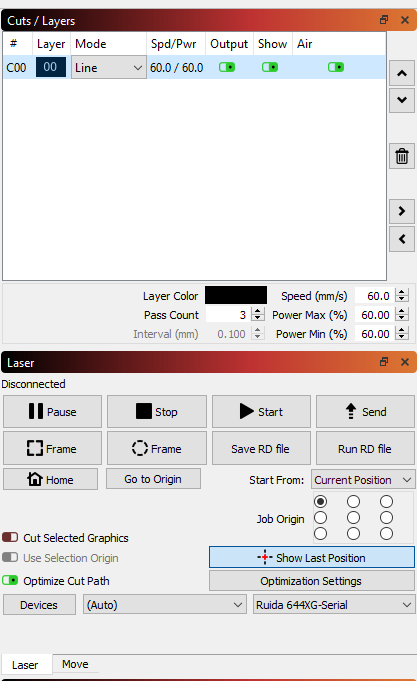 Cuts / Layers
# Layer Mode Spd/Pwr Output Show Air
C00 00 Line 60.0 / 60.0
Layer Color Speed (mm/s) 60.0
Pass Count 3 Power Max (%) 60.00
Interval (mm) 0.100 Power Min (%) 60.00
Laser
Disconnected
Pause Stop Start Send
Frame Frame Save RD file Run RD file
Home Go to Origin Start From: Current Position
Job Origin
Cut Selected Graphics
Use Selection Origin Show Last Position
Optimize Cut Path Optimization Settings
Devices (Auto) Ruida 644XG-Serial
Laser Move